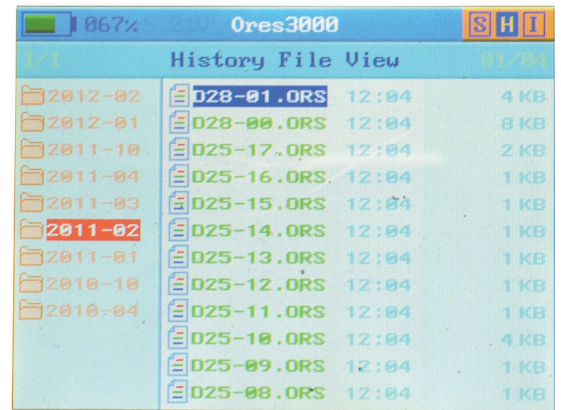 067% 21V Ores3000 S H I
1/1 History File View 01/04
2012-02 D28-01.ORS 12:04 4 KB
2012-01 D28-00.ORS 12:04 8 KB
2011-10 D25-17.ORS 12:04 2 KB
2011-04 D25-16.ORS 12:04 1 KB
2011-03 D25-15.ORS 12:04 1 KB
2011-02 D25-14.ORS 12:04 1 KB
2011-01 D25-13.ORS 12:04 1 KB
2010-10 D25-12.ORS 12:04 1 KB
2010-04 D25-11.ORS 12:04 1 KB
D25-10.ORS 12:04 4 KB
D25-09.ORS 12:04 1 KB
D25-08.ORS 12:04 1 KB